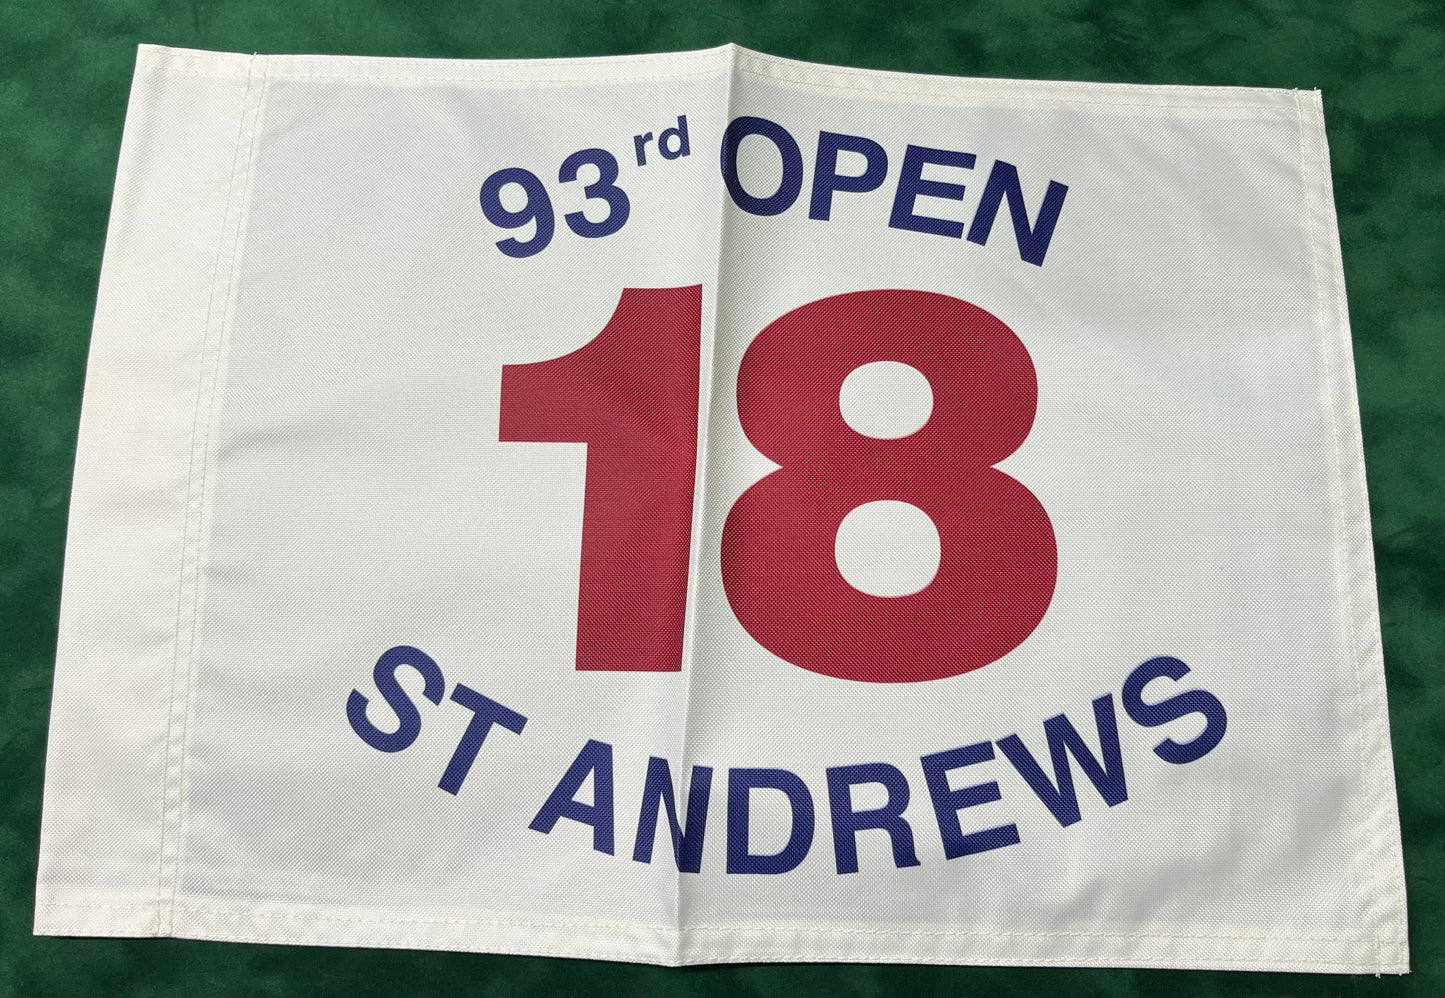 93rd OPEN
18
ST ANDREWS